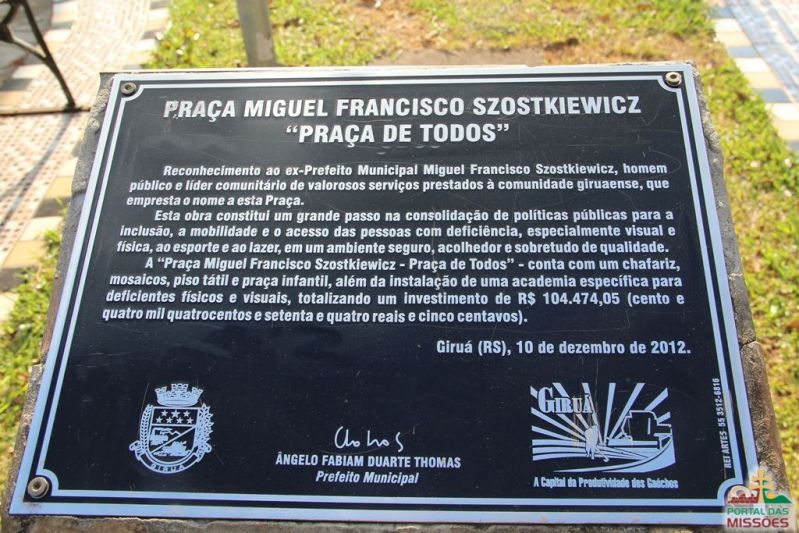 PRAÇA MIGUEL FRANCISCO SZOSTKIEWICZ
“PRAÇA DE TODOS”
Reconhecimento ao ex-Prefeito Municipal Miguel Francisco Szostkiewicz, homem
público e líder comunitário de valorosos serviços prestados à comunidade giruaense, que
empresta o nome a esta Praça.
Esta obra constitui um grande passo na consolidação de políticas públicas para a
inclusão, a mobilidade e o acesso das pessoas com deficiência, especialmente visual e
física, ao esporte e ao lazer, em um ambiente seguro, acolhedor e sobretudo de qualidade.
A “Praça Miguel Francisco Szostkiewicz - Praça de Todos” - conta com um chafariz,
mosaicos, piso tátil e praça infantil, além da instalação de uma academia específica para
deficientes físicos e visuais, totalizando um investimento de R$ 104.474,05 (cento e
quatro mil quatrocentos e setenta e quatro reais e cinco centavos).
Giruá (RS), 10 de dezembro de 2012.
GIRUÁ
ÂNGELO FABIAM DUARTE THOMAS
Prefeito Municipal
GIRUÁ
A Capital da Produtividade dos Gaúchos
REI ARTES 55 3512-6816
PORTAL DAS
MISSÕES